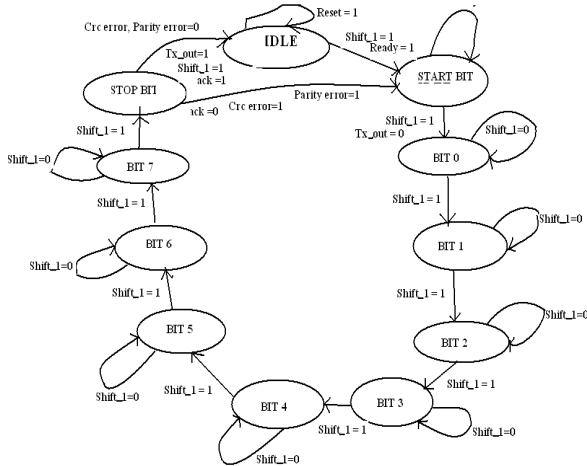 Crc error, Parity error=0
Reset = 1
IDLE
Shift_1 = 1
Ready = 1
Tx_out=1
Shift_1 = 1
ack =1
STOP BIT
START BIT
Parity error=1
Crc error=1
ack =0
Shift_1 = 1
Tx_out = 0
Shift_1 = 1
Shift_1=0
BIT 7
BIT 0
Shift_1=0
Shift_1 = 1
Shift_1 = 1
BIT 6
BIT 1
Shift_1=0
Shift_1=0
Shift_1 = 1
Shift_1 = 1
BIT 5
BIT 2
Shift_1=0
Shift_1=0
Shift_1 = 1
Shift_1 = 1
BIT 4
BIT 3
Shift_1 = 1
Shift_1=0
Shift_1=0